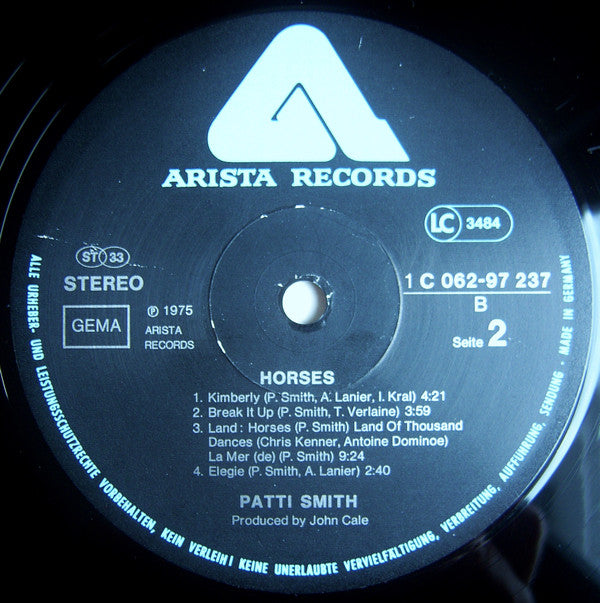 ARISTA RECORDS
LC 3484
ST 33
STEREO
GEMA
℗ 1975
ARISTA
RECORDS
1 C 062-97 237
B
Seite 2
HORSES
1. Kimberly (P. Smith, A. Lanier, I. Kral) 4:21
2. Break It Up (P. Smith, T. Verlaine) 3:59
3. Land : Horses (P. Smith) Land Of Thousand
Dances (Chris Kenner, Antoine Dominoe)
La Mer (de) (P. Smith) 9:24
4. Elegie (P. Smith, A. Lanier) 2:40
PATTI SMITH
Produced by John Cale
ALLE URHEBER- UND LEISTUNGSSCHUTZRECHTE VORBEHALTEN, KEIN VERLEIH! KEINE UNERLAUBTE VERVIELFÄLTIGUNG, VERBREITUNG, AUFFÜHRUNG, SENDUNG · MADE IN GERMANY